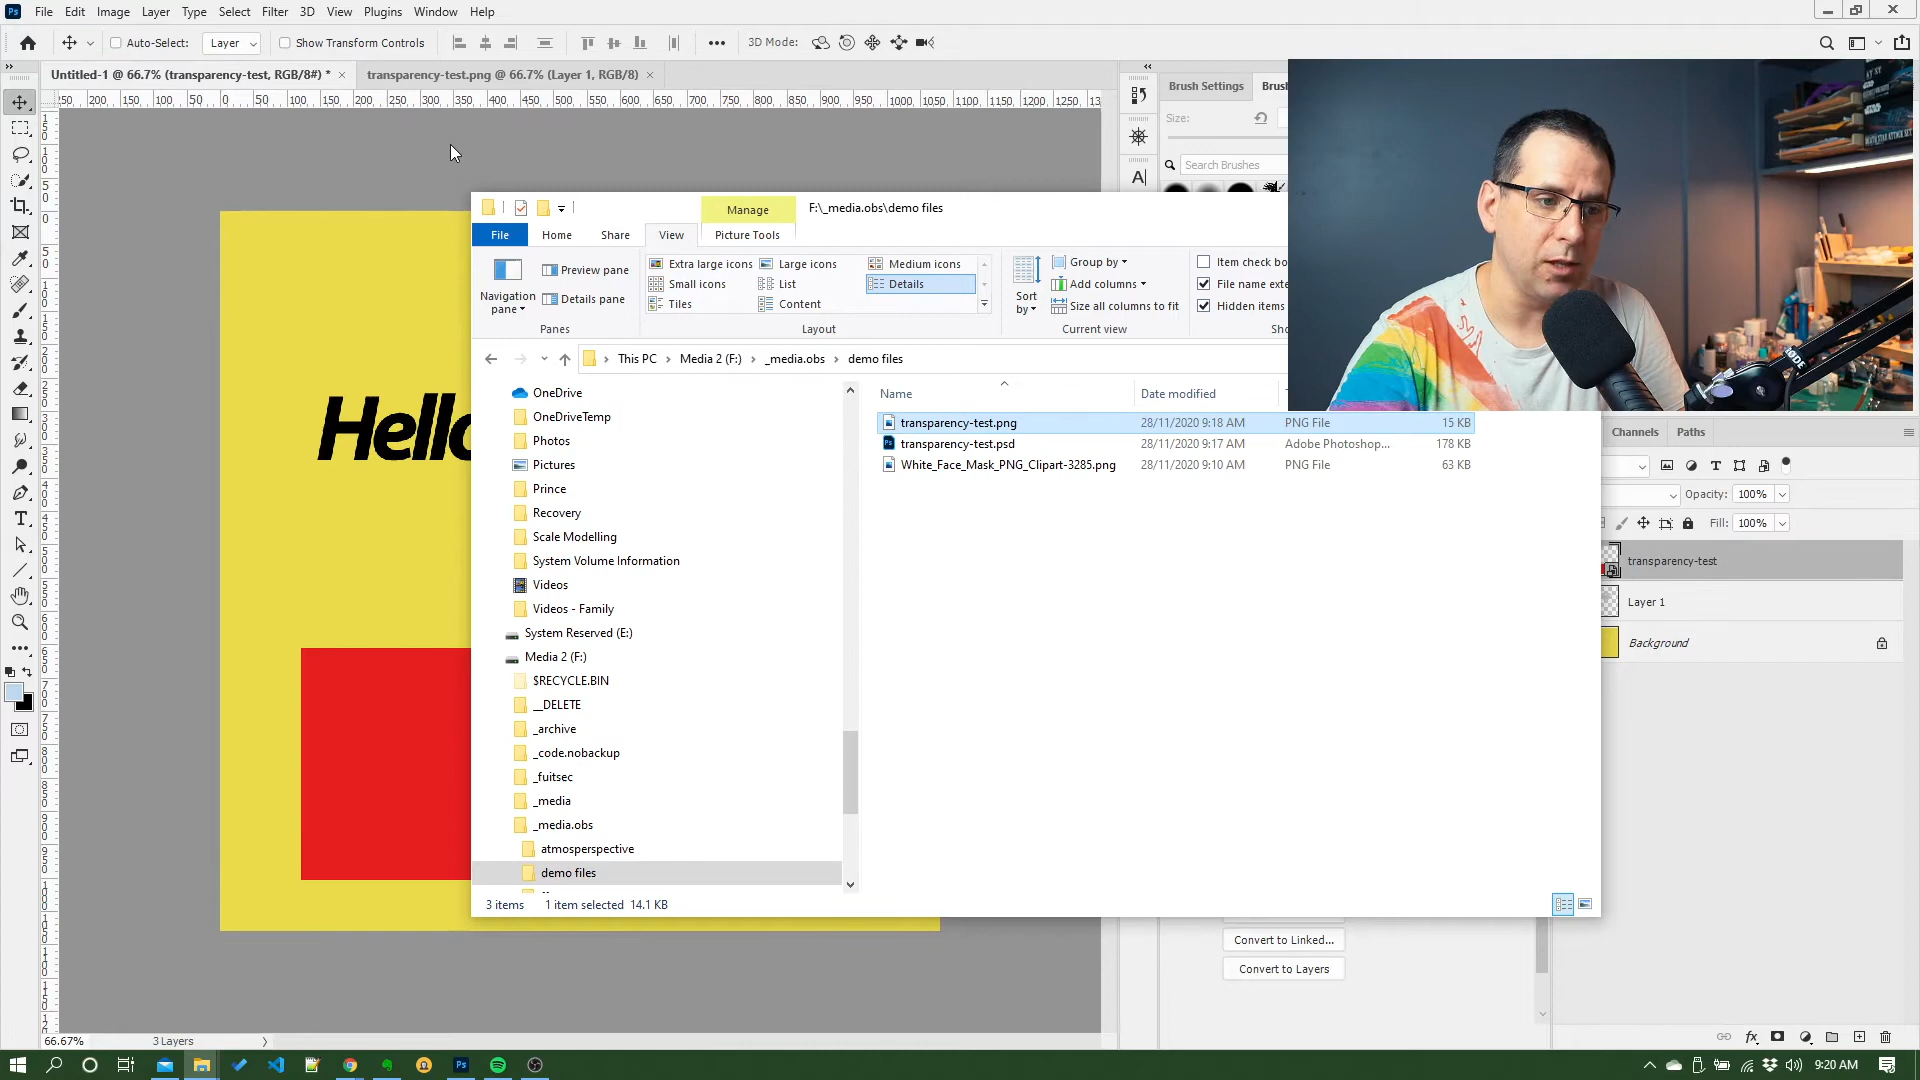 Ps File Edit Image Layer Type Select Filter 3D View Plugins Window Help
Auto-Select: Layer Show Transform Controls 3D Mode:
Untitled-1 @ 66.7% (transparency-test, RGB/8#) * × transparency-test.png @ 66.7% (Layer 1, RGB/8) ×
Brush Settings
Size:
Search Brushes
Hello
Manage F:\_media.obs\demo files
File Home Share View Picture Tools
Navigation pane
Preview pane
Details pane
Panes
Extra large icons Large icons Medium icons
Small icons List Details
Tiles Content
Layout
Sort by
Group by
Add columns
Size all columns to fit
Current view
Item check bo
File name exte
Hidden items
This PC > Media 2 (F:) > _media.obs > demo files
OneDrive
OneDriveTemp
Photos
Pictures
Prince
Recovery
Scale Modelling
System Volume Information
Videos
Videos - Family
System Reserved (E:)
Media 2 (F:)
$RECYCLE.BIN
__DELETE
_archive
_code.nobackup
_fuitsec
_media
_media.obs
atmosperspective
demo files
Name Date modified
transparency-test.png 28/11/2020 9:18 AM PNG File 15 KB
transparency-test.psd 28/11/2020 9:17 AM Adobe Photoshop... 178 KB
White_Face_Mask_PNG_Clipart-3285.png 28/11/2020 9:10 AM PNG File 63 KB
3 items 1 item selected 14.1 KB
Channels Paths
Opacity: 100%
Fill: 100%
transparency-test
Layer 1
Background
Convert to Linked...
Convert to Layers
RØDE
66.67% 3 Layers
9:20 AM